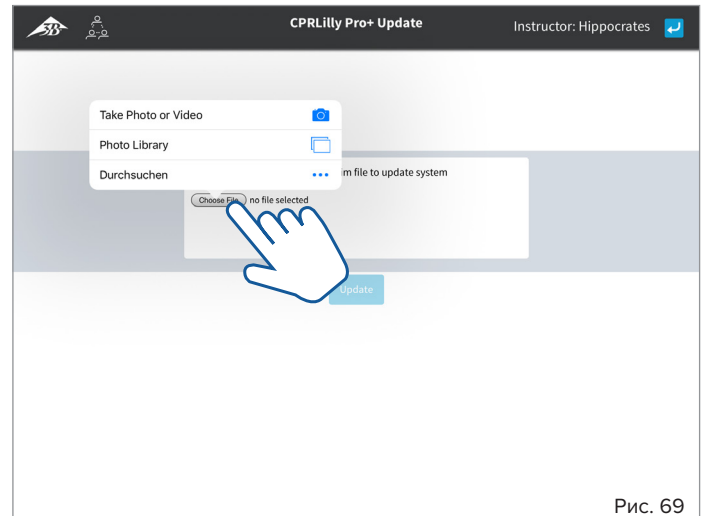 3B
CPRLilly Pro+ Update
Instructor: Hippocrates
Take Photo or Video
Photo Library
Durchsuchen
file to update system
Choose File no file selected
Update
Рис. 69